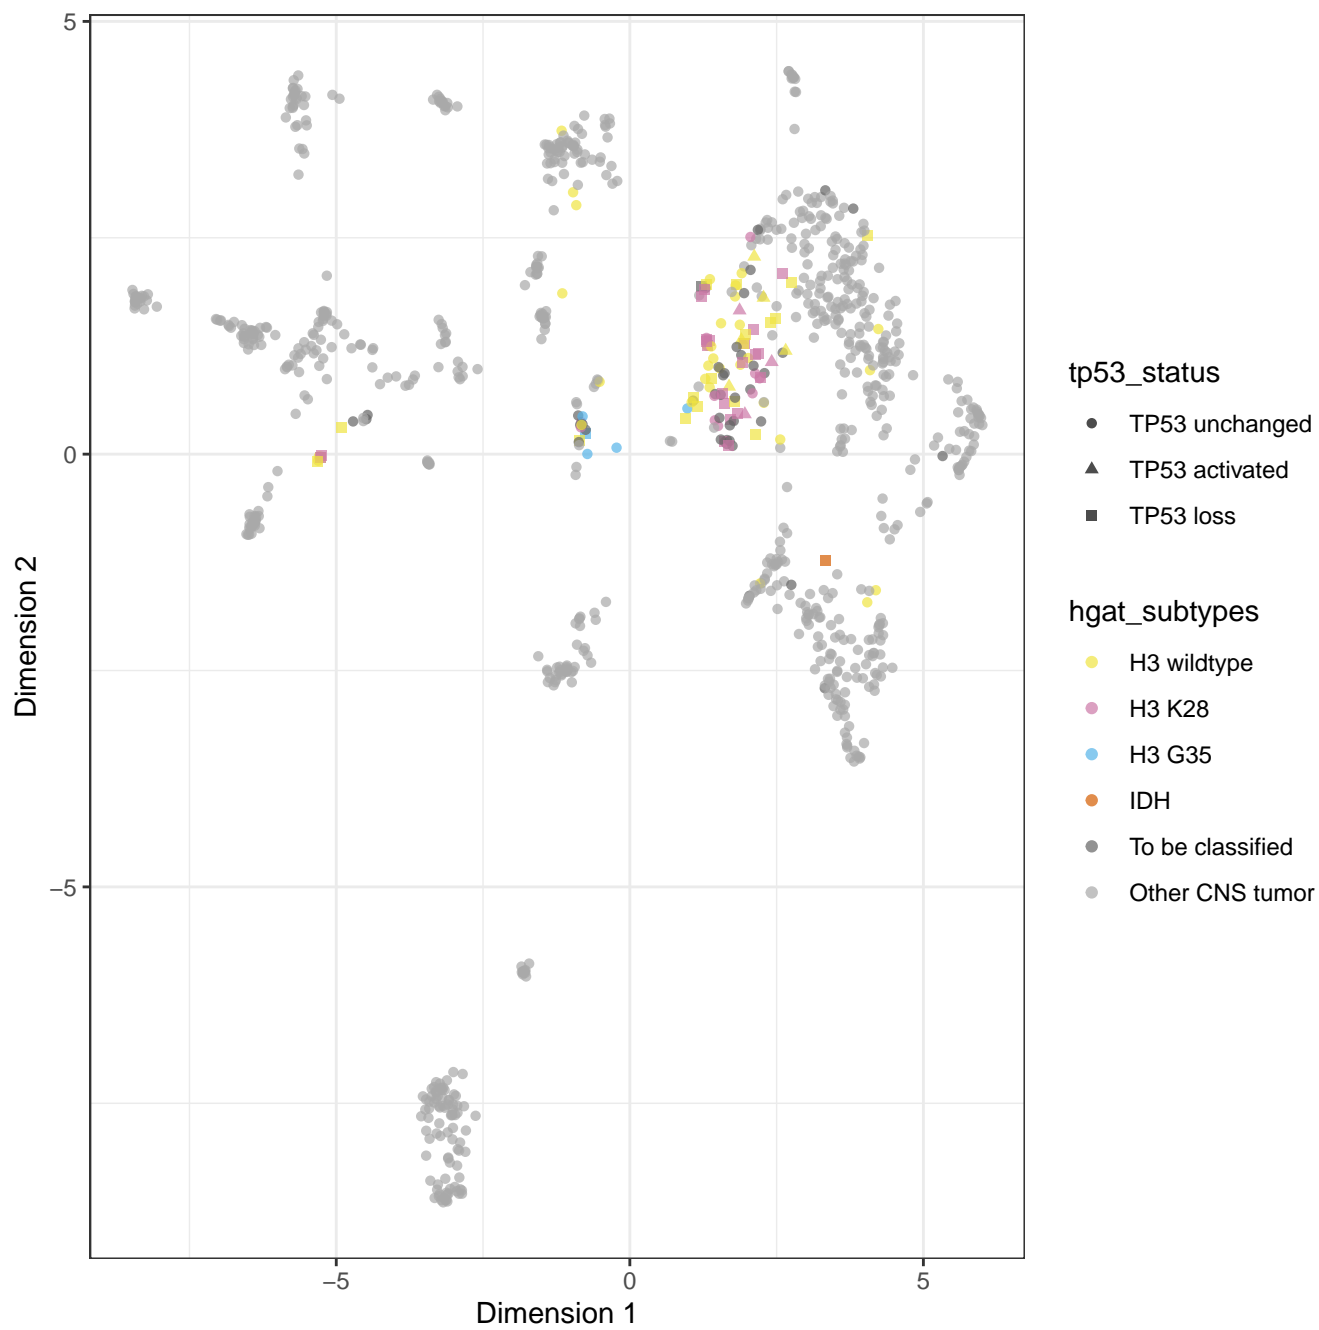 5
0
−5
−5
0
5
Dimension 1
Dimension 2
tp53_status
TP53 unchanged
TP53 activated
TP53 loss
hgat_subtypes
H3 wildtype
H3 K28
H3 G35
IDH
To be classified
Other CNS tumor